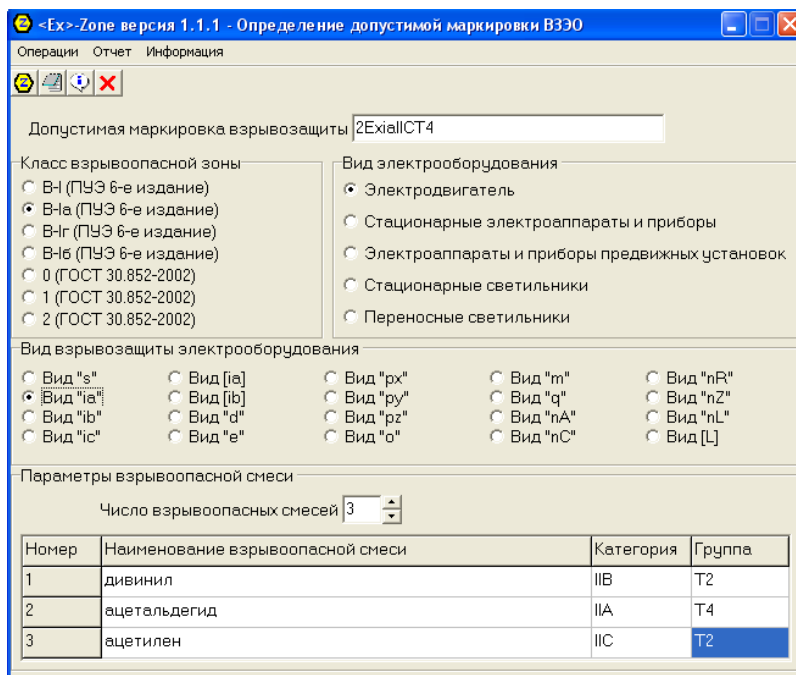 <Ex>-Zone версия 1.1.1 - Определение допустимой маркировки ВЗЭО
Операции Отчет Информация
Допустимая маркировка взрывозащиты 2ExiaIICT4
Класс взрывоопасной зоны
В-I (ПУЭ 6-е издание)
В-Iа (ПУЭ 6-е издание)
В-Iг (ПУЭ 6-е издание)
В-Iб (ПУЭ 6-е издание)
0 (ГОСТ 30.852-2002)
1 (ГОСТ 30.852-2002)
2 (ГОСТ 30.852-2002)
Вид электрооборудования
Электродвигатель
Стационарные электроаппараты и приборы
Электроаппараты и приборы предвижных установок
Стационарные светильники
Переносные светильники
Вид взрывозащиты электрооборудования
Вид "s" Вид [ia] Вид "px" Вид "m" Вид "nR"
Вид "ia" Вид [ib] Вид "py" Вид "q" Вид "nZ"
Вид "ib" Вид "d" Вид "pz" Вид "nA" Вид "nL"
Вид "ic" Вид "e" Вид "o" Вид "nC" Вид [L]
Параметры взрывоопасной смеси
Число взрывоопасных смесей 3
Номер Наименование взрывоопасной смеси Категория Группа
1 дивинил IIB T2
2 ацетальдегид IIA T4
3 ацетилен IIC T2